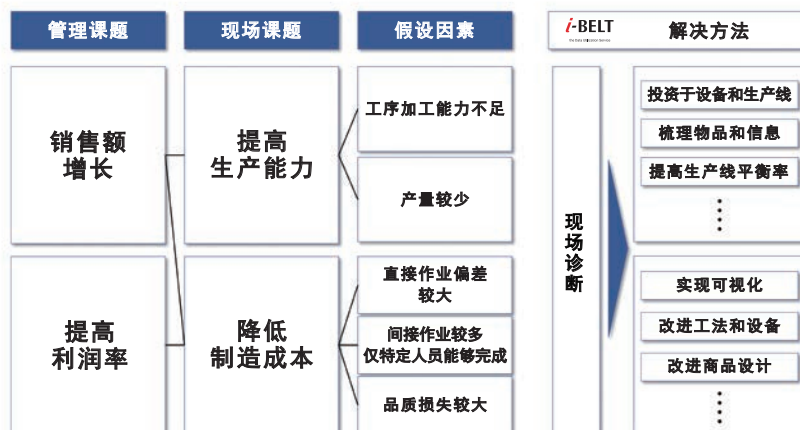 管理课题
现场课题
假设因素
i-BELT
解决方法
销售额
增长
提高
生产能力
工序加工能力不足
产量较少
提高
利润率
降低
制造成本
直接作业偏差
较大
间接作业较多
仅特定人员能够完成
品质损失较大
现场诊断
投资于设备和生产线
梳理物品和信息
提高生产线平衡率
实现可视化
改进工法和设备
改进商品设计